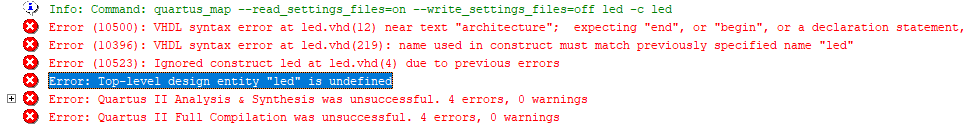 Info: Command: quartus_map --read_settings_files=on --write_settings_files=off led -c led
Error (10500): VHDL syntax error at led.vhd(12) near text "architecture";  expecting "end", or "begin", or a declaration statement,
Error (10396): VHDL syntax error at led.vhd(219): name used in construct must match previously specified name "led"
Error (10523): Ignored construct led at led.vhd(4) due to previous errors
Error: Top-level design entity "led" is undefined
Error: Quartus II Analysis & Synthesis was unsuccessful. 4 errors, 0 warnings
Error: Quartus II Full Compilation was unsuccessful. 4 errors, 0 warnings